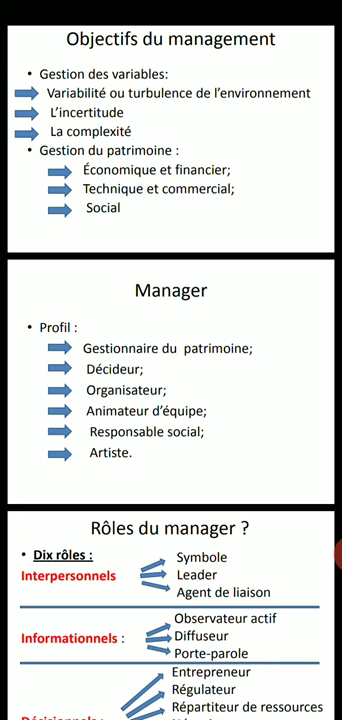 Objectifs du management
• Gestion des variables:
Variabilité ou turbulence de l'environnement
L'incertitude
La complexité
• Gestion du patrimoine :
Économique et financier;
Technique et commercial;
Social
Manager
• Profil :
Gestionnaire du patrimoine;
Décideur;
Organisateur;
Animateur d'équipe;
Responsable social;
Artiste.
Rôles du manager ?
• Dix rôles :
Symbole
Interpersonnels
Leader
Agent de liaison
Observateur actif
Informationnels :
Diffuseur
Porte-parole
Entrepreneur
Régulateur
Répartiteur de ressources